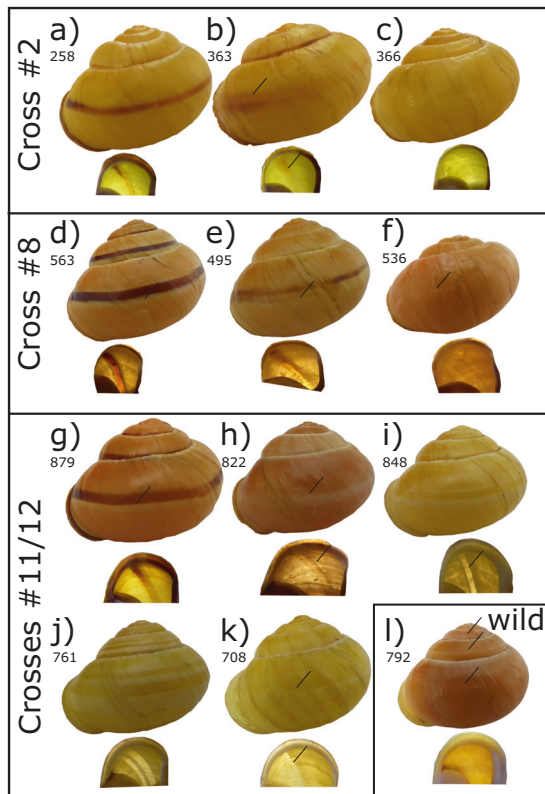 Cross #2
a) b) c)
258 363 366
Cross #8
d) e) f)
563 495 536
Crosses #11/12
g) h) i)
879 822 848
j) k) l) wild
761 708 792